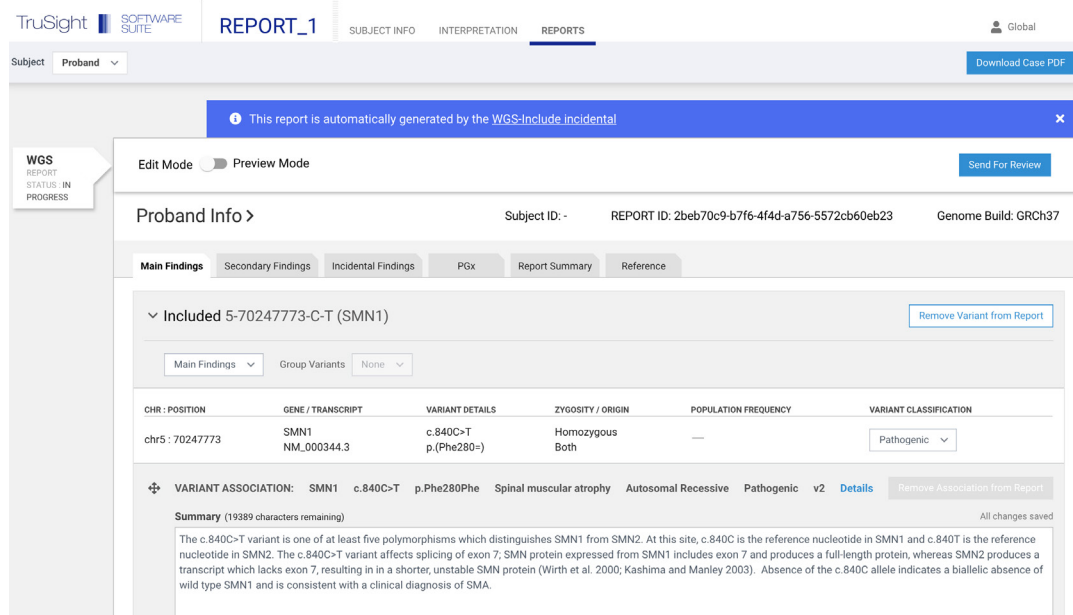 TruSight SOFTWARE SUITE REPORT_1 SUBJECT INFO INTERPRETATION REPORTS Global
Subject Proband Download Case PDF
This report is automatically generated by the WGS-Include incidental
WGS
REPORT
STATUS : IN
PROGRESS
Edit Mode Preview Mode Send For Review
Proband Info Subject ID: - REPORT ID: 2beb70c9-b7f6-4f4d-a756-5572cb60eb23 Genome Build: GRCh37
Main Findings Secondary Findings Incidental Findings PGx Report Summary Reference
Included 5-70247773-C-T (SMN1) Remove Variant from Report
Main Findings Group Variants None
CHR : POSITION GENE / TRANSCRIPT VARIANT DETAILS ZYGOSITY / ORIGIN POPULATION FREQUENCY VARIANT CLASSIFICATION
chr5 : 70247773 SMN1 c.840C>T Homozygous — Pathogenic
NM_000344.3 p.(Phe280=) Both
VARIANT ASSOCIATION: SMN1 c.840C>T p.Phe280Phe Spinal muscular atrophy Autosomal Recessive Pathogenic v2 Details Remove Association from Report
Summary (19389 characters remaining) All changes saved
The c.840C>T variant is one of at least five polymorphisms which distinguishes SMN1 from SMN2. At this site, c.840C is the reference nucleotide in SMN1 and c.840T is the reference
nucleotide in SMN2. The c.840C>T variant affects splicing of exon 7; SMN protein expressed from SMN1 includes exon 7 and produces a full-length protein, whereas SMN2 produces a
transcript which lacks exon 7, resulting in in a shorter, unstable SMN protein (Wirth et al. 2000; Kashima and Manley 2003). Absence of the c.840C allele indicates a biallelic absence of
wild type SMN1 and is consistent with a clinical diagnosis of SMA.